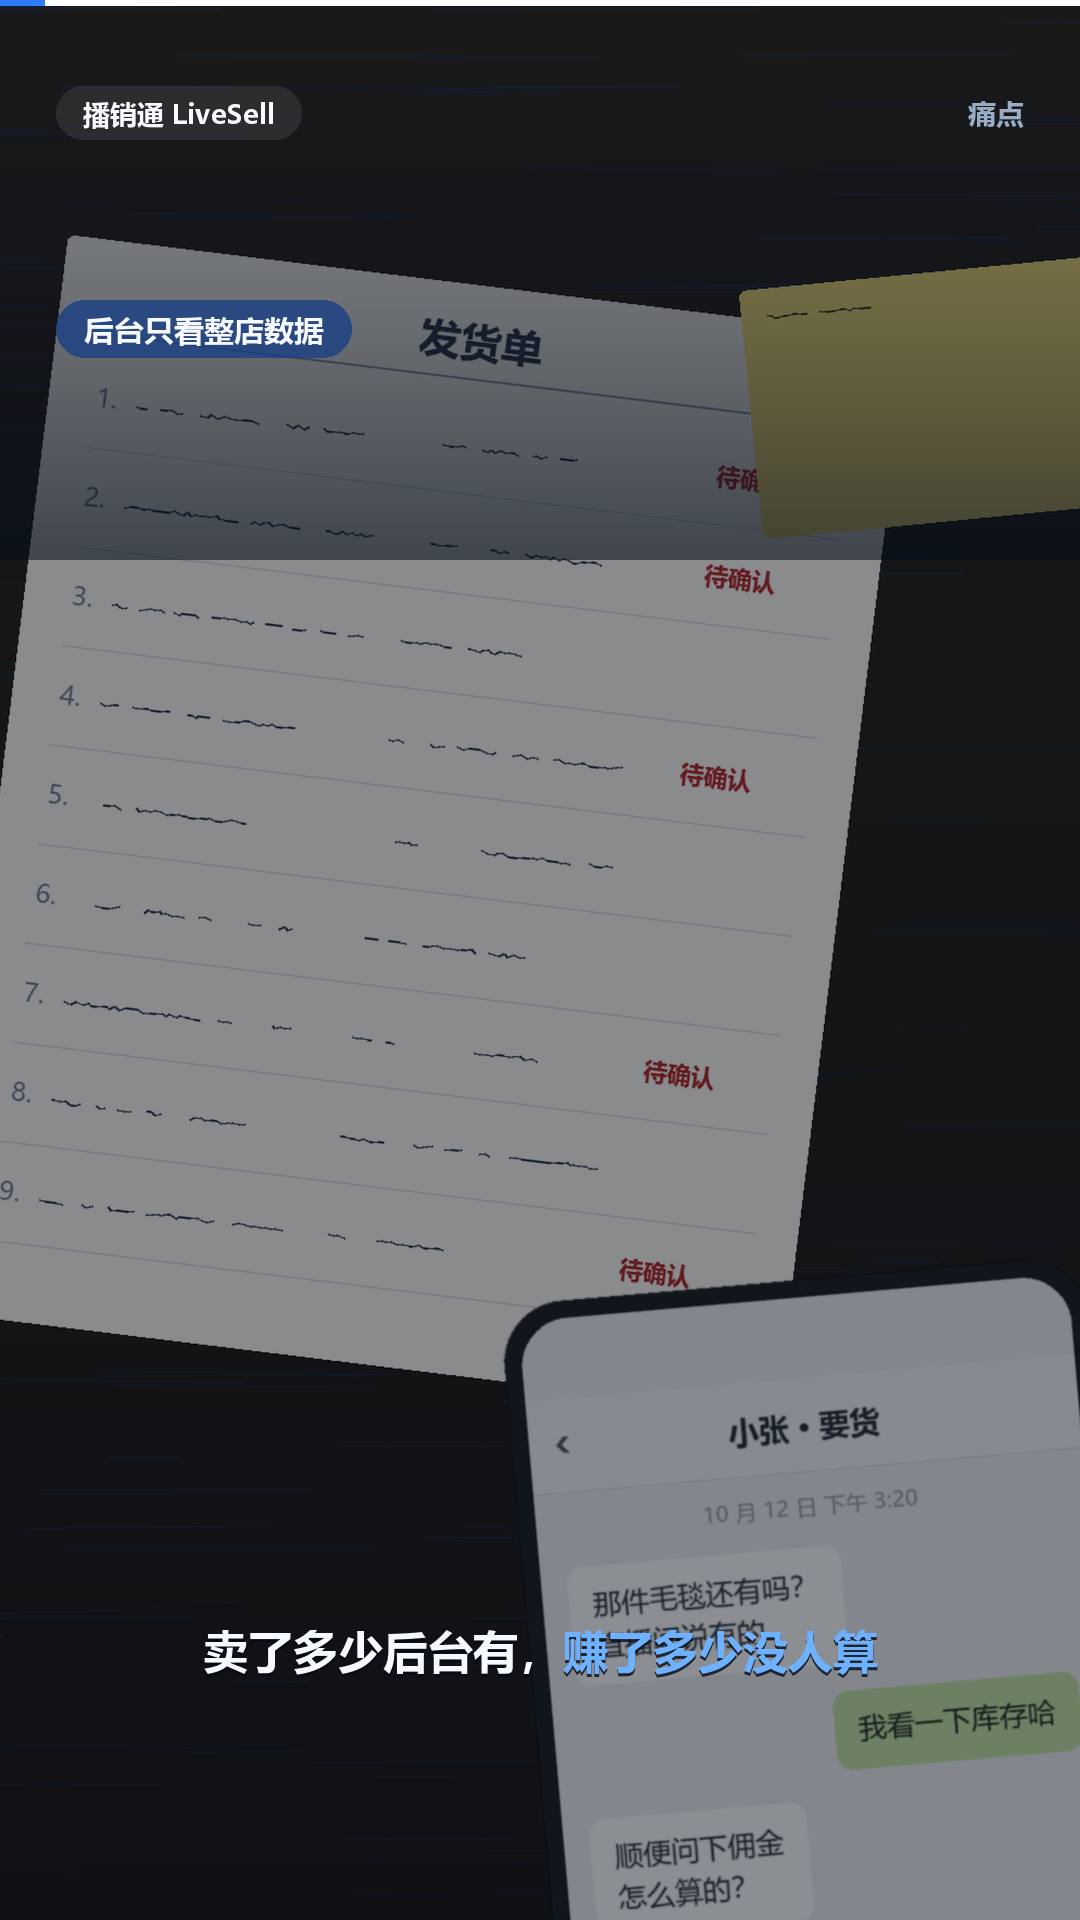 播销通 LiveSell
痛点
后台只看整店数据
发货单
1.
待确
2.
待确认
3.
4.
待确认
5.
6.
7.
待确认
8.
9.
待确认
小张·要货
10 月 12 日 下午 3:20
那件毛毯还有吗？
卖了多少后台有，赚了多少没人算
我看一下库存哈
顺便问下佣金
怎么算的？